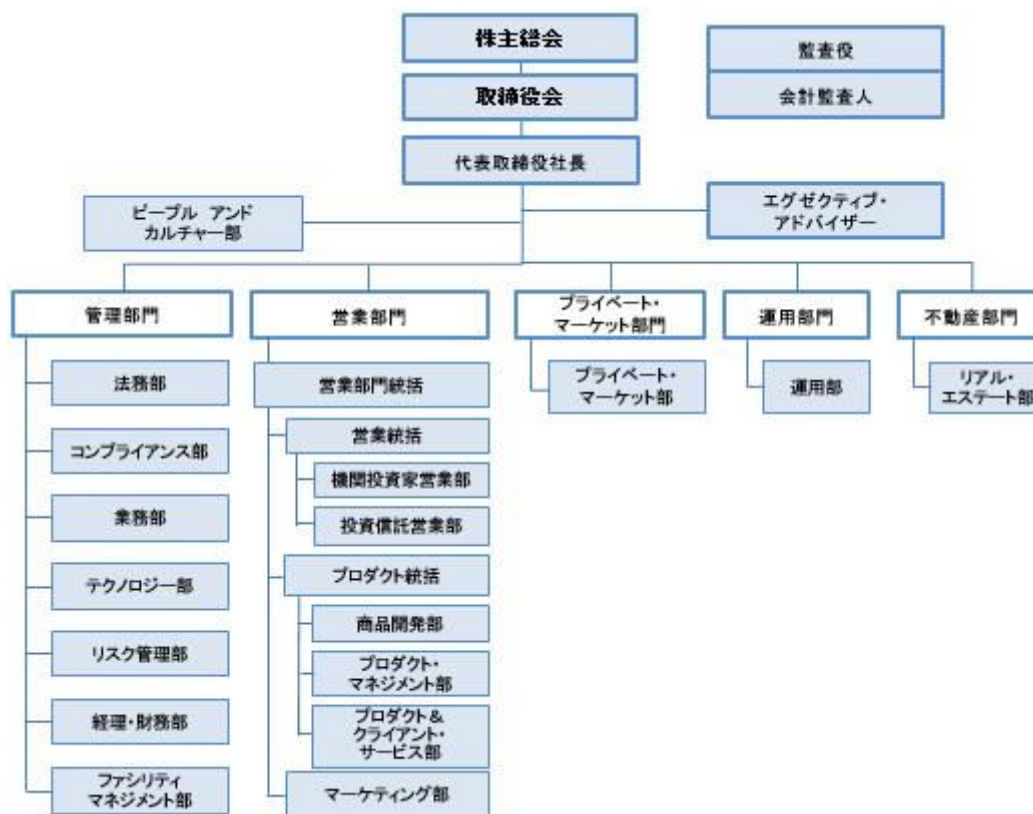 株主総会
監査役
取締役会
会計監査人
代表取締役社長
ピープル アンド
カルチャー部
エグゼクティブ・
アドバイザー
管理部門
営業部門
プライベート・
マーケット部門
運用部門
不動産部門
法務部
コンプライアンス部
業務部
テクノロジー部
リスク管理部
経理・財務部
ファシリティ
マネジメント部
営業部門統括
営業統括
機関投資家営業部
投資信託営業部
プロダクト統括
商品開発部
プロダクト・
マネジメント部
プロダクト＆
クライアント・
サービス部
マーケティング部
プライベート・
マーケット部
運用部
リアル・
エステート部